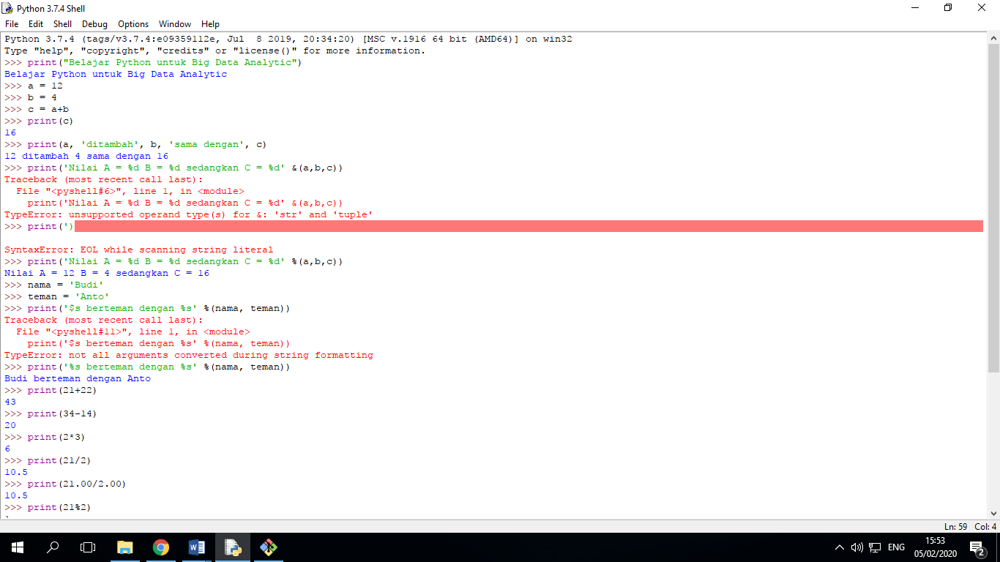 Python 3.7.4 Shell
File Edit Shell Debug Options Window Help
Python 3.7.4 (tags/v3.7.4:e09359112e, Jul  8 2019, 20:34:20) [MSC v.1916 64 bit (AMD64)] on win32
Type "help", "copyright", "credits" or "license()" for more information.
>>> print("Belajar Python untuk Big Data Analytic")
Belajar Python untuk Big Data Analytic
>>> a = 12
>>> b = 4
>>> c = a+b
>>> print(c)
16
>>> print(a, 'ditambah', b, 'sama dengan', c)
12 ditambah 4 sama dengan 16
>>> print('Nilai A = %d B = %d sedangkan C = %d' &(a,b,c))
Traceback (most recent call last):
  File "<pyshell#6>", line 1, in <module>
    print('Nilai A = %d B = %d sedangkan C = %d' &(a,b,c))
TypeError: unsupported operand type(s) for &: 'str' and 'tuple'
>>> print(')
SyntaxError: EOL while scanning string literal
>>> print('Nilai A = %d B = %d sedangkan C = %d' %(a,b,c))
Nilai A = 12 B = 4 sedangkan C = 16
>>> nama = 'Budi'
>>> teman = 'Anto'
>>> print('$s berteman dengan %s' %(nama, teman))
Traceback (most recent call last):
  File "<pyshell#11>", line 1, in <module>
    print('$s berteman dengan %s' %(nama, teman))
TypeError: not all arguments converted during string formatting
>>> print('%s berteman dengan %s' %(nama, teman))
Budi berteman dengan Anto
>>> print(21+22)
43
>>> print(34-14)
20
>>> print(2*3)
6
>>> print(21/2)
10.5
>>> print(21.00/2.00)
10.5
>>> print(21%2)
Ln: 59 Col: 4
ENG
15:53
05/02/2020
2